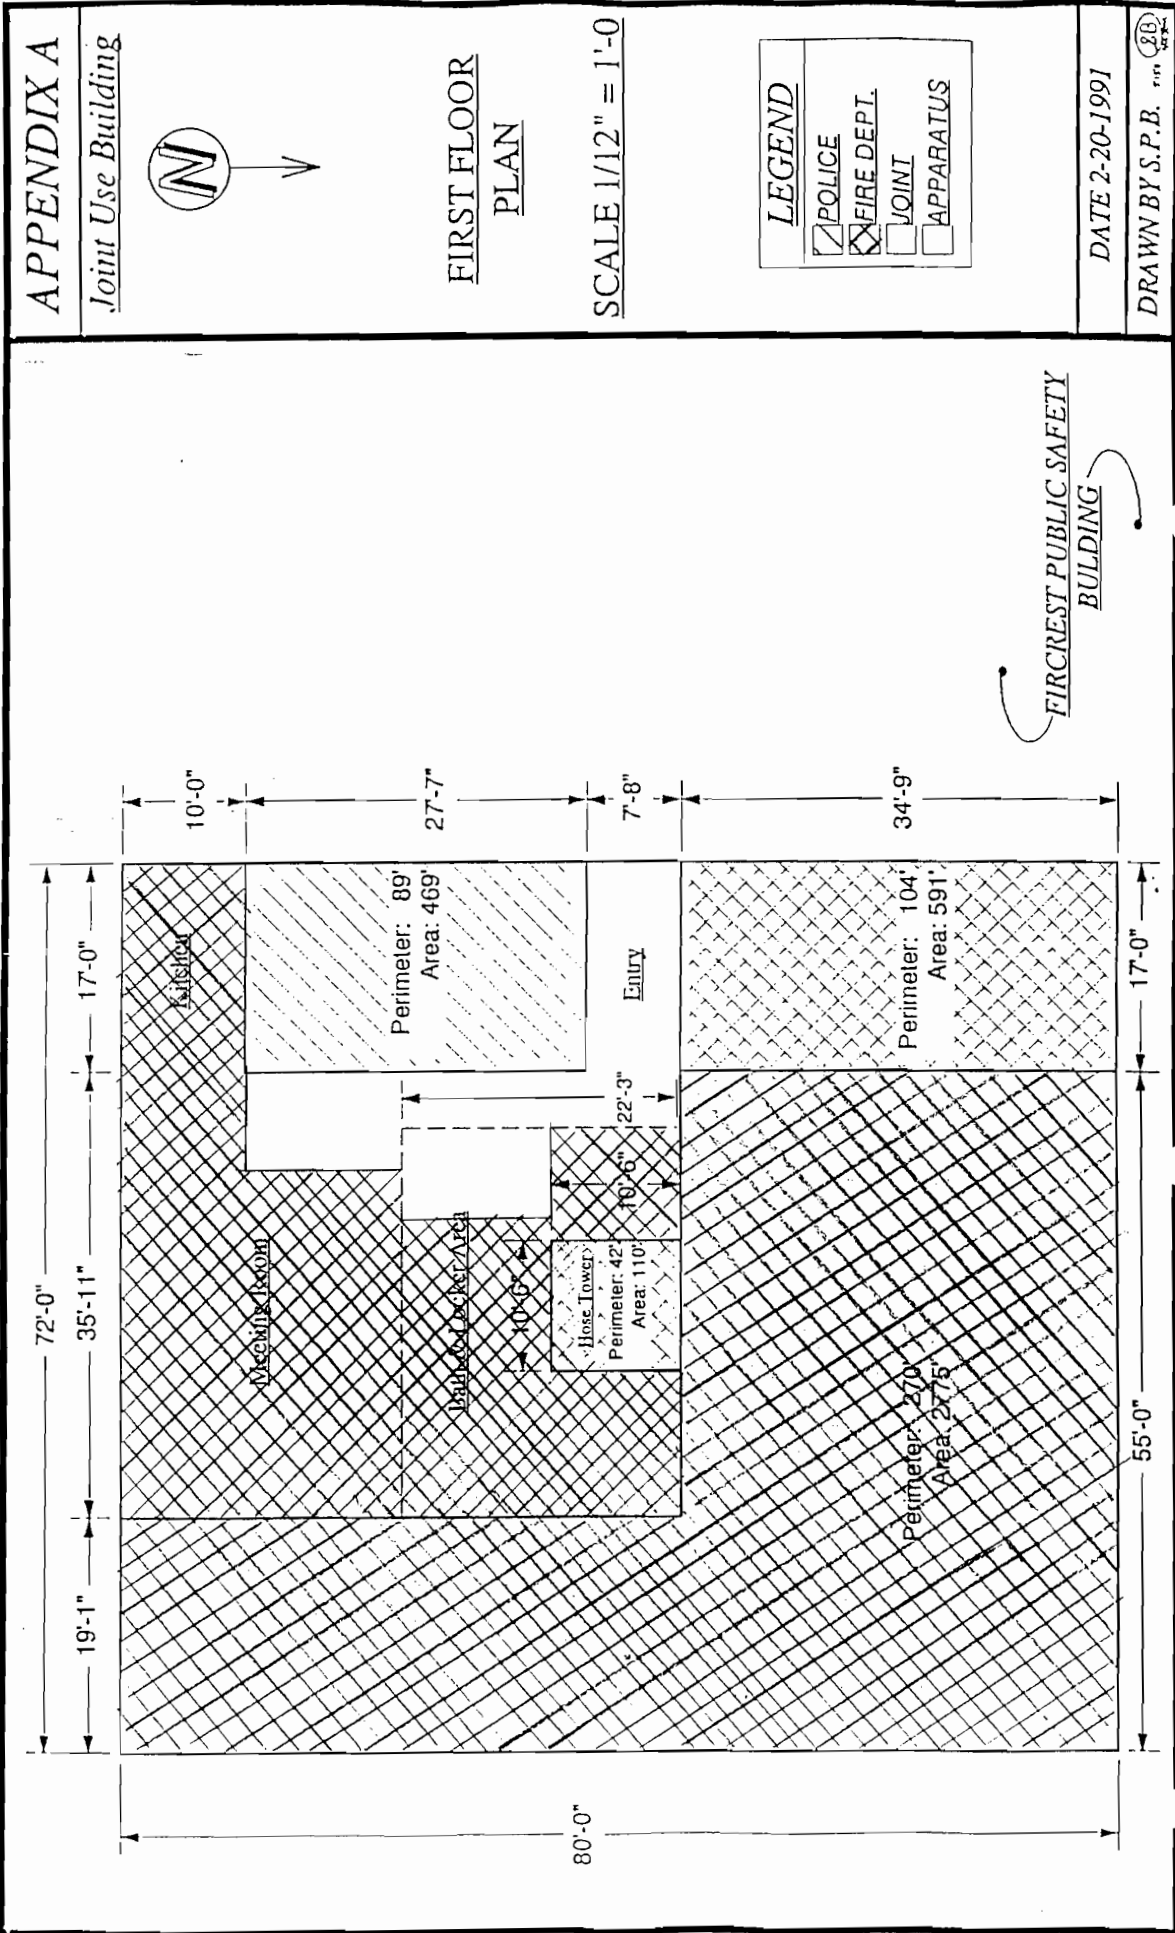 APPENDIX A
Joint Use Building
N
FIRST FLOOR
PLAN
SCALE 1/12" = 1'-0
LEGEND
POLICE
FIRE DEPT.
JOINT
APPARATUS
DATE 2-20-1991
DRAWN BY S.P.B.
72'-0"
19'-1"
35'-11"
17'-0"
80'-0"
10'-0"
27'-7"
7'-8"
34'-9"
Kitchen
Meeting Room
Perimeter: 89'
Area: 469'
22'-3"
Entry
10'-6"
10'-6"
Hose Tower
Perimeter: 42'
Area: 110'
Perimeter: 270'
Area: 2775'
Perimeter: 104'
Area: 591'
55'-0"
17'-0"
FIRCREST PUBLIC SAFETY
BULDING